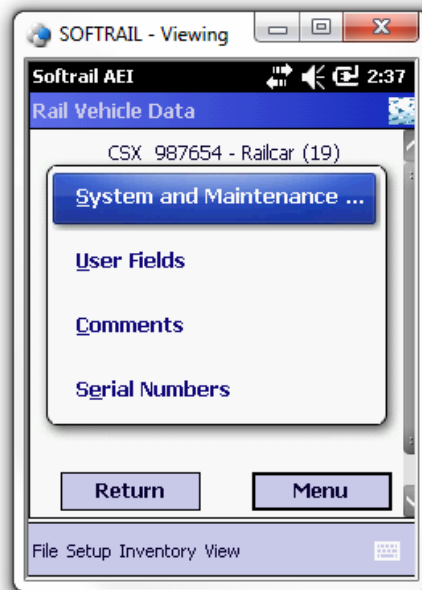 SOFTRAIL - Viewing
Softrail AEI 2:37
Rail Vehicle Data
CSX 987654 - Railcar (19)
System and Maintenance ...
User Fields
Comments
Serial Numbers
Return Menu
File Setup Inventory View